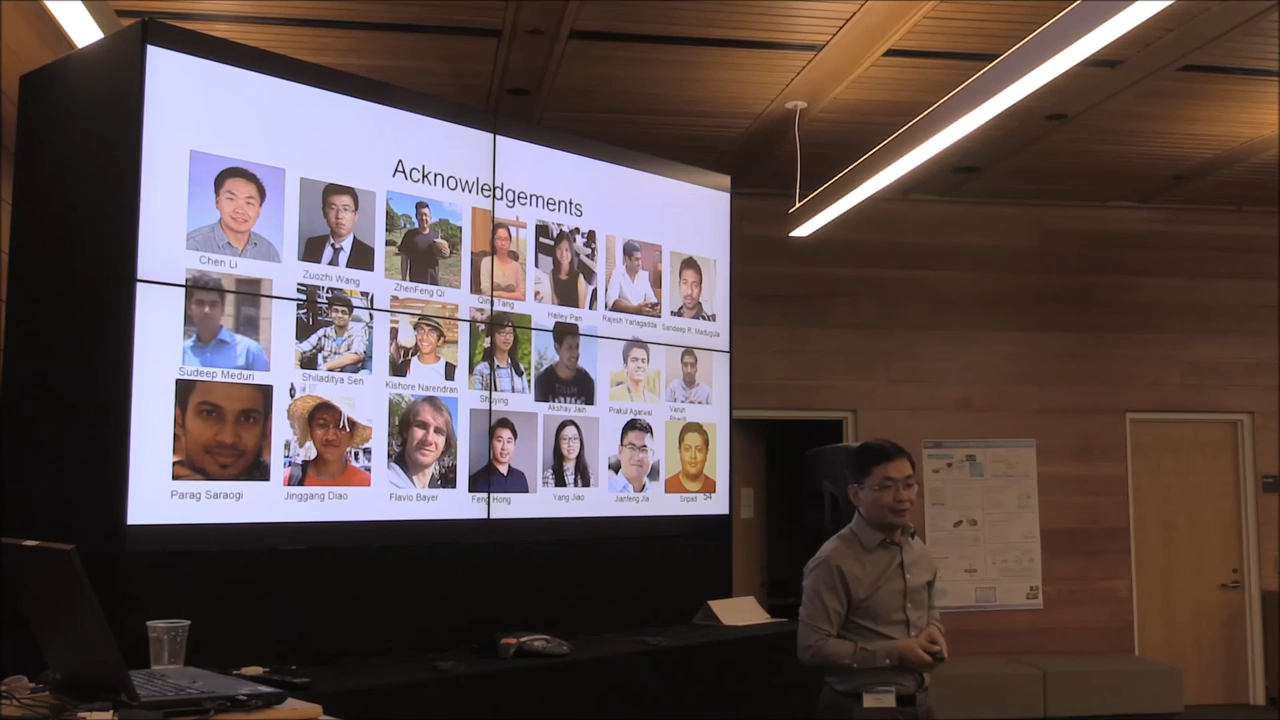 Acknowledgements
Chen Li
Zuozhi Wang
ZhenFeng Qi
Qing Tang
Hailey Pan
Rajesh Yarlagadda
Sandeep R. Madugula
Sudeep Meduri
Shiladitya Sen
Kishore Narendran
Shuying
Akshay Jain
Prakul Agarwal
Varun
Parag Saraogi
Jinggang Diao
Flavio Bayer
Feng Hong
Yang Jiao
Jianfeng Jia
Sripad
54